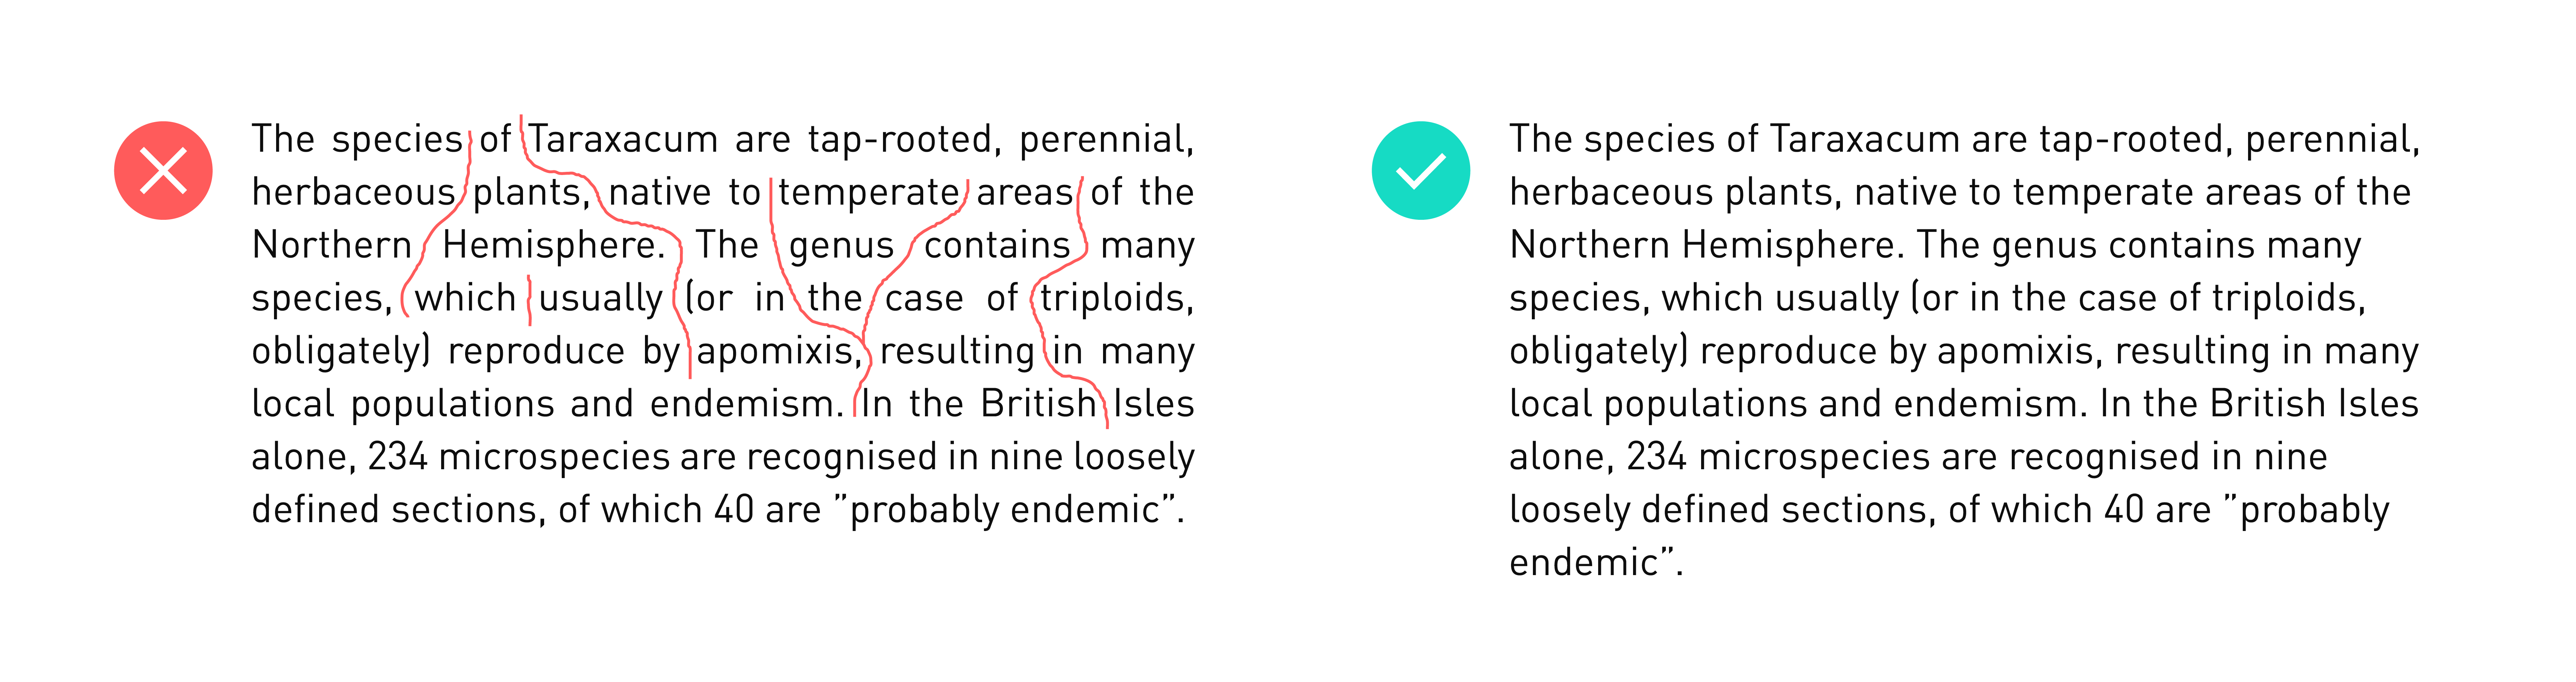 The species of Taraxacum are tap-rooted, perennial,
herbaceous plants, native to temperate areas of the
Northern Hemisphere. The genus contains many
species, which usually (or in the case of triploids,
obligately) reproduce by apomixis, resulting in many
local populations and endemism. In the British Isles
alone, 234 microspecies are recognised in nine loosely
defined sections, of which 40 are ”probably endemic”.
The species of Taraxacum are tap-rooted, perennial,
herbaceous plants, native to temperate areas of the
Northern Hemisphere. The genus contains many
species, which usually (or in the case of triploids,
obligately) reproduce by apomixis, resulting in many
local populations and endemism. In the British Isles
alone, 234 microspecies are recognised in nine
loosely defined sections, of which 40 are ”probably
endemic”.